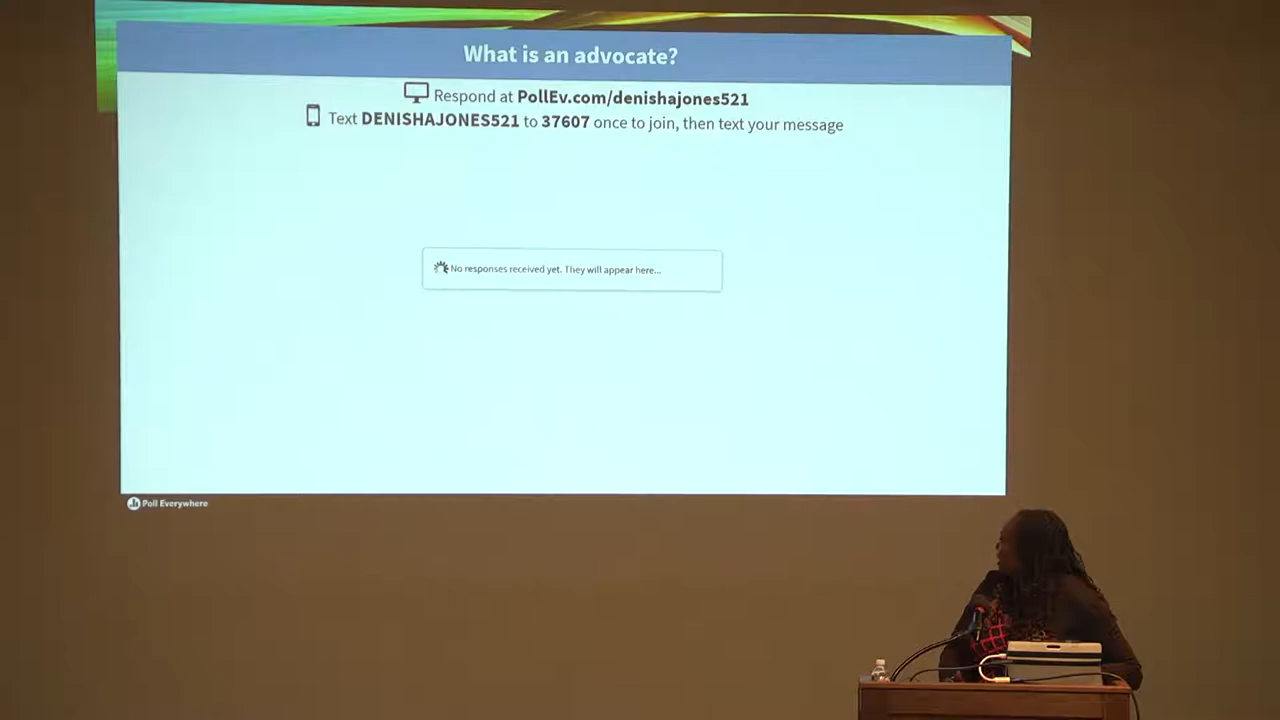 What is an advocate?
Respond at PollEv.com/denishajones521
Text DENISHAJONES521 to 37607 once to join, then text your message
No responses received yet. They will appear here...
Poll Everywhere